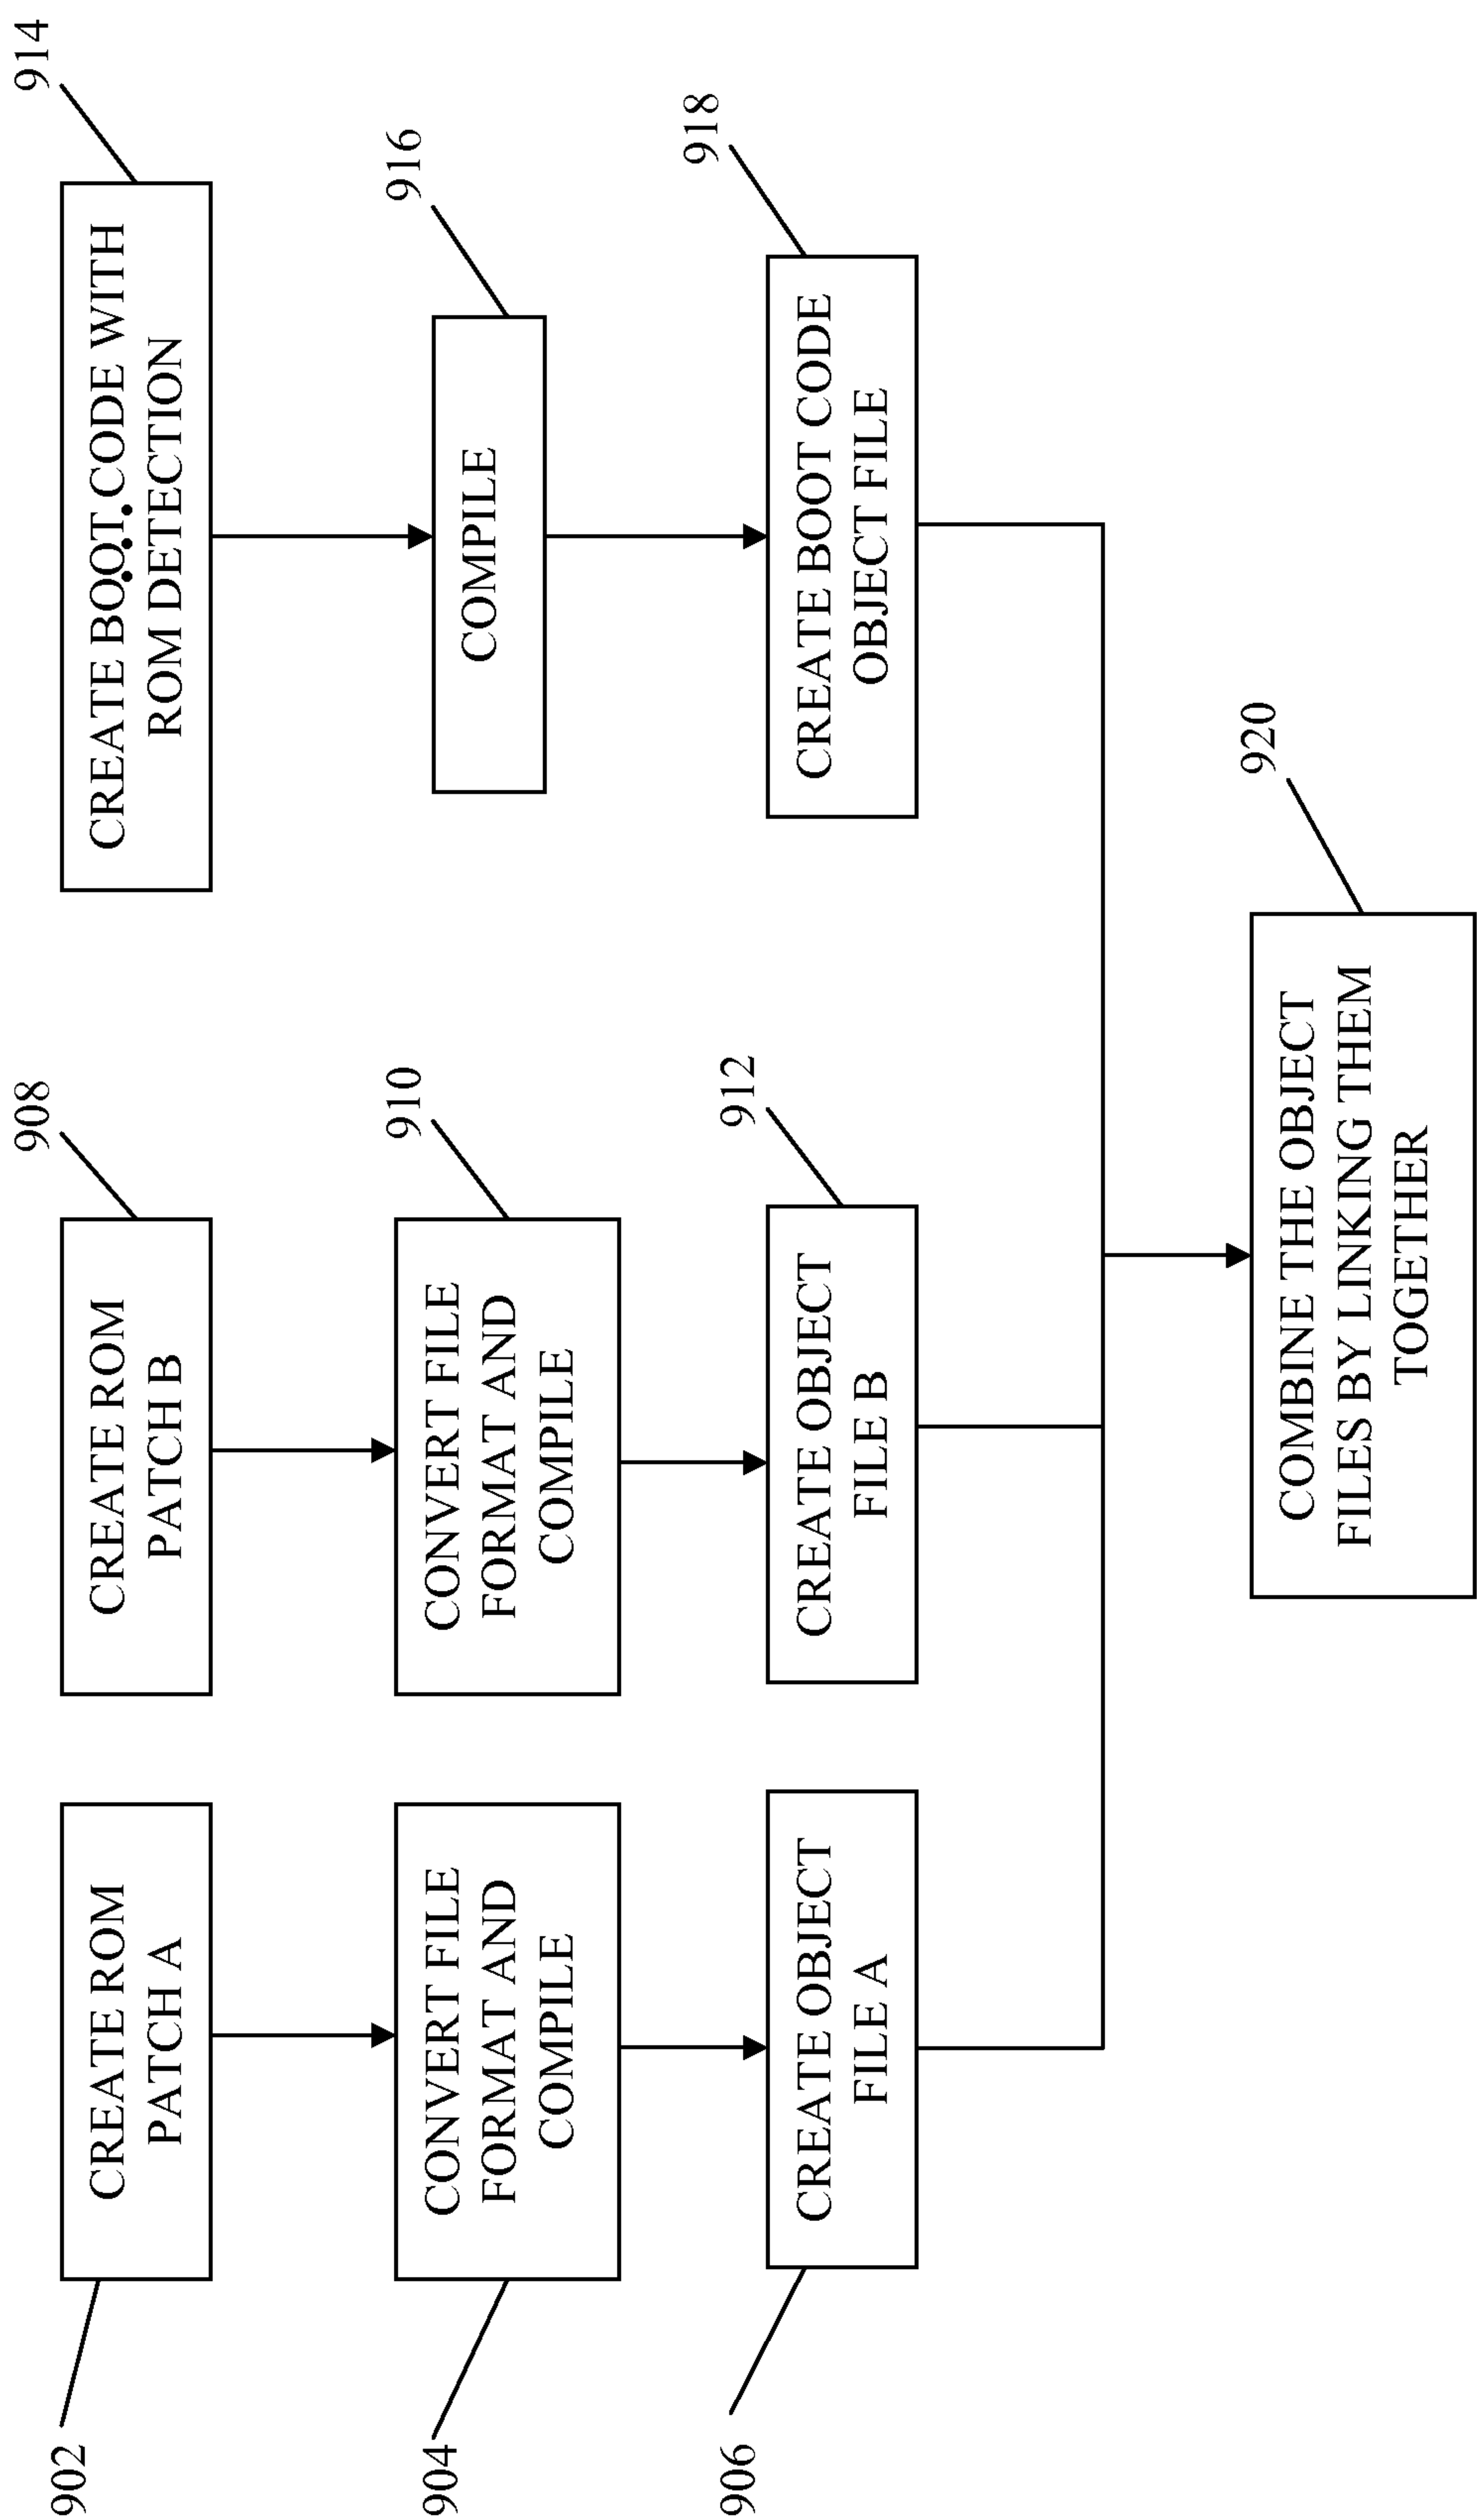 902
CREATE ROM
PATCH A
904
CONVERT FILE
FORMAT AND
COMPILE
906
CREATE OBJECT
FILE A
908
CREATE ROM
PATCH B
910
CONVERT FILE
FORMAT AND
COMPILE
912
CREATE OBJECT
FILE B
914
CREATE BOOT CODE WITH
ROM DETECTION
916
COMPILE
918
CREATE BOOT CODE
OBJECT FILE
920
COMBINE THE OBJECT
FILES BY LINKING THEM
TOGETHER